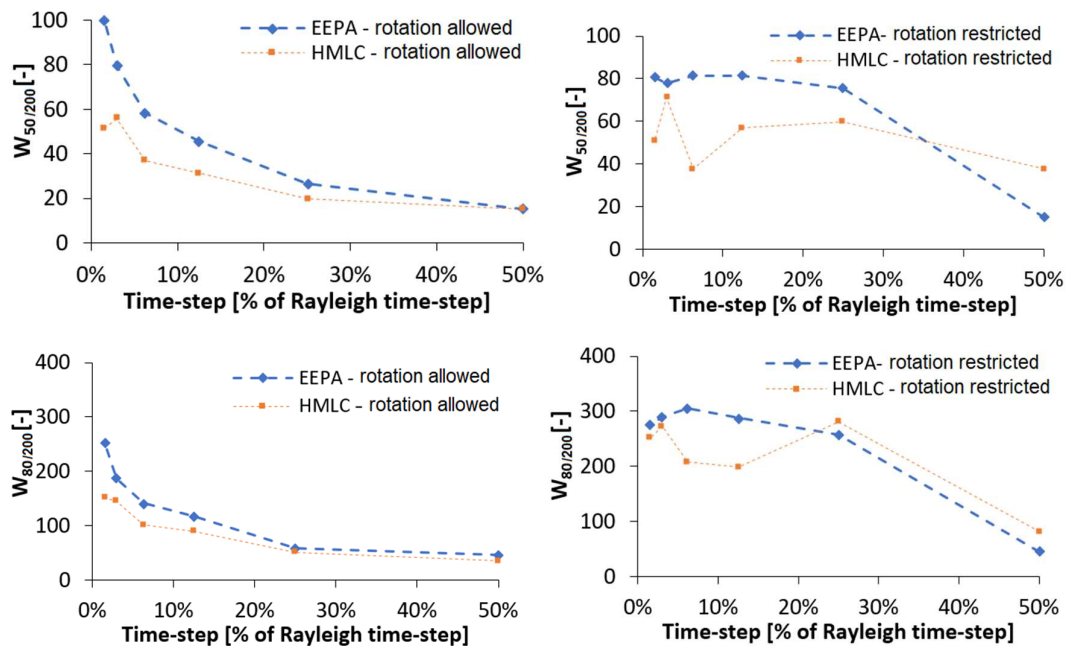 EEPA - rotation allowed
HMLC - rotation allowed
W50/200 [-]
100
80
60
40
20
0
0% 10% 20% 30% 40% 50%
Time-step [% of Rayleigh time-step]
EEPA- rotation restricted
HMLC - rotation restricted
W50/200 [-]
100
80
60
40
20
0
0% 10% 20% 30% 40% 50%
Time-step [% of Rayleigh time-step]
EEPA - rotation allowed
HMLC – rotation allowed
W80/200 [-]
400
300
200
100
0
0% 10% 20% 30% 40% 50%
Time-step [% of Rayleigh time-step]
EEPA- rotation restricted
HMLC - rotation restricted
W80/200 [-]
400
300
200
100
0
0% 10% 20% 30% 40% 50%
Time-step [% of Rayleigh time-step]